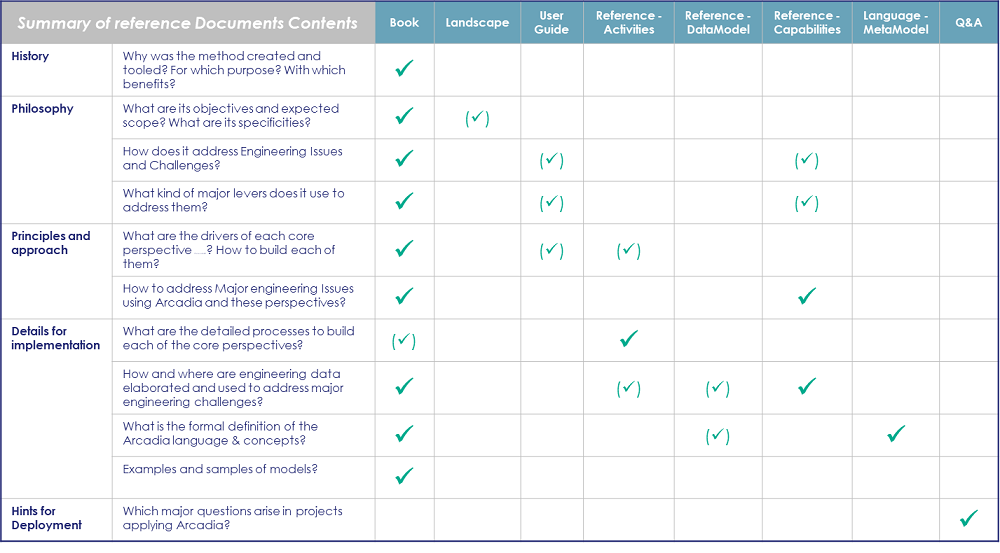 Summary of reference Documents Contents
Book
Landscape
User
Guide
Reference -
Activities
Reference -
DataModel
Reference -
Capabilities
Language -
MetaModel
Q&A
History
Why was the method created and
tooled? For which purpose? With which
benefits?
✓
Philosophy
What are its objectives and expected
scope? What are its specificities?
✓
(✓)
How does it address Engineering Issues
and Challenges?
✓
(✓)
(✓)
What kind of major levers does it use to
address them?
✓
(✓)
(✓)
Principles and
approach
What are the drivers of each core
perspective .....? How to build each of
them?
✓
(✓)
(✓)
How to address Major engineering Issues
using Arcadia and these perspectives?
✓
✓
Details for
implementation
What are the detailed processes to build
each of the core perspectives?
(✓)
✓
How and where are engineering data
elaborated and used to address major
engineering challenges?
✓
(✓)
(✓)
✓
What is the formal definition of the
Arcadia language & concepts?
✓
(✓)
✓
Examples and samples of models?
✓
Hints for
Deployment
Which major questions arise in projects
applying Arcadia?
✓